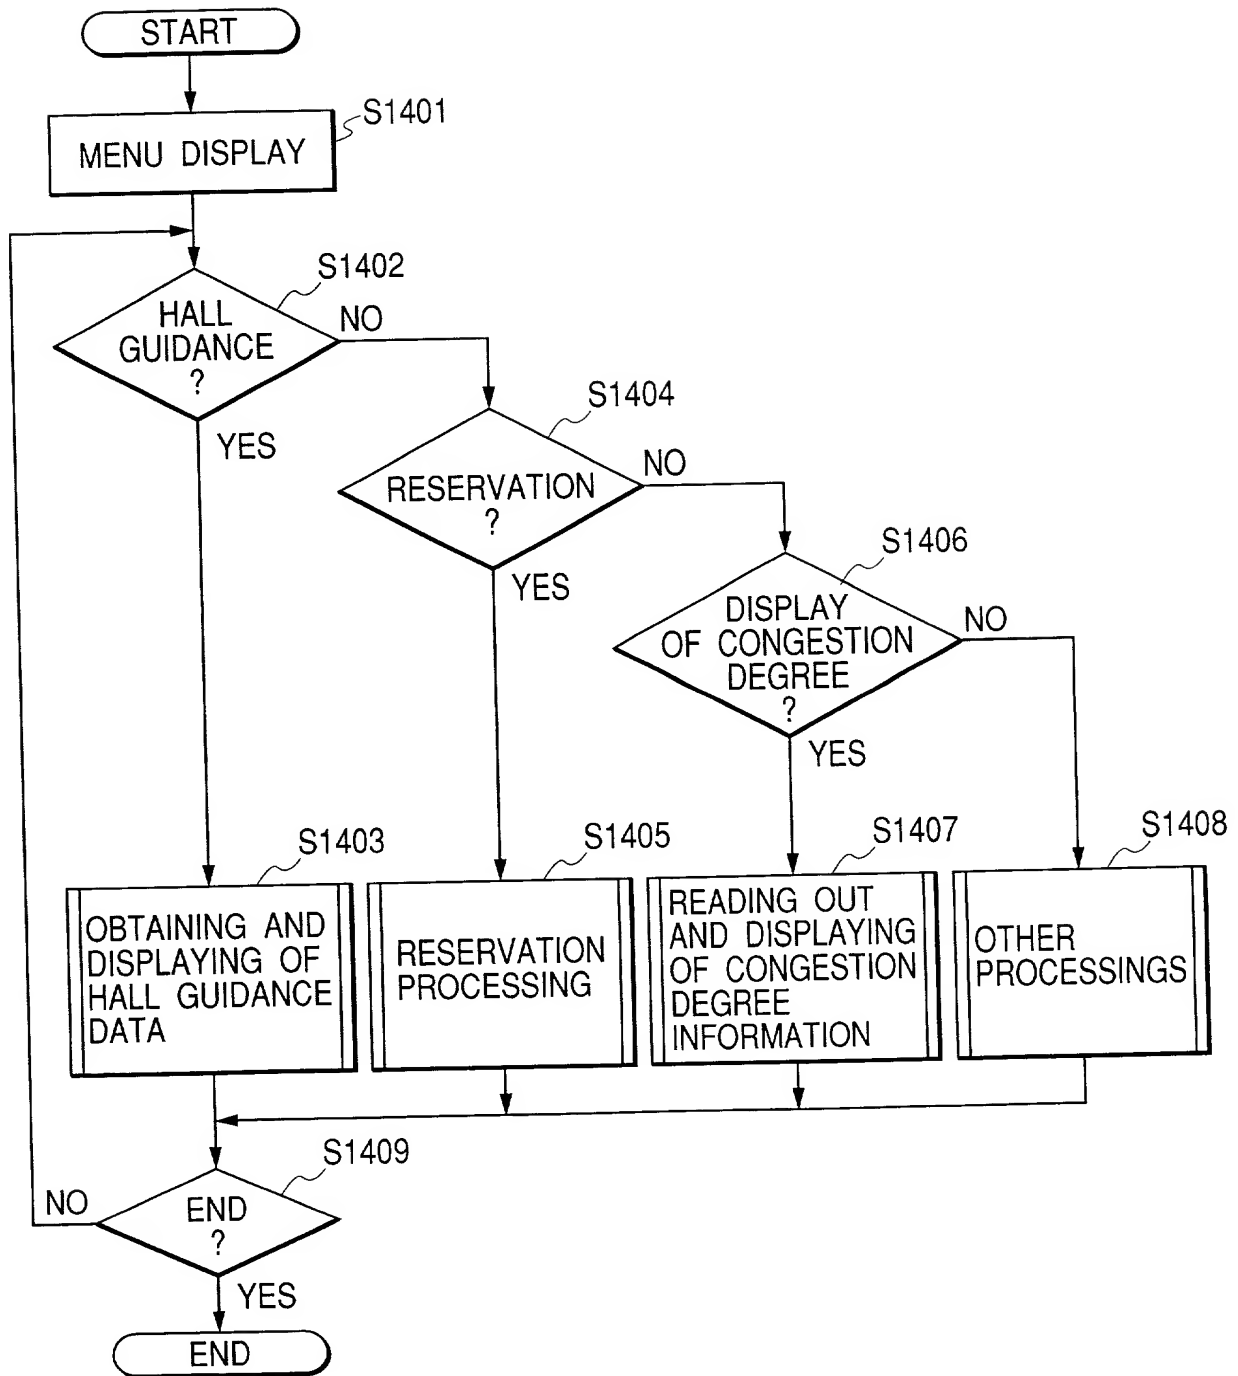 START
S1401
MENU DISPLAY
S1402
HALL
GUIDANCE
?
NO
YES
S1404
RESERVATION
?
NO
YES
S1406
DISPLAY
OF CONGESTION
DEGREE
?
NO
YES
S1403
OBTAINING AND
DISPLAYING OF
HALL GUIDANCE
DATA
S1405
RESERVATION
PROCESSING
S1407
READING OUT
AND DISPLAYING
OF CONGESTION
DEGREE
INFORMATION
S1408
OTHER
PROCESSINGS
S1409
END
?
NO
YES
END